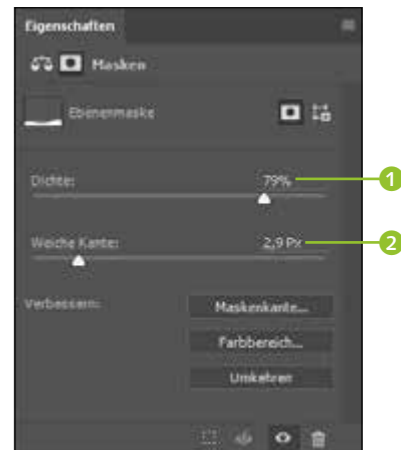 Eigenschaften
Masken
Ebenenmaske
Dichte: 79% 1
Weiche Kante: 2,9 Px 2
Verbessern: Maskenkante...
Farbbereich...
Umkehren